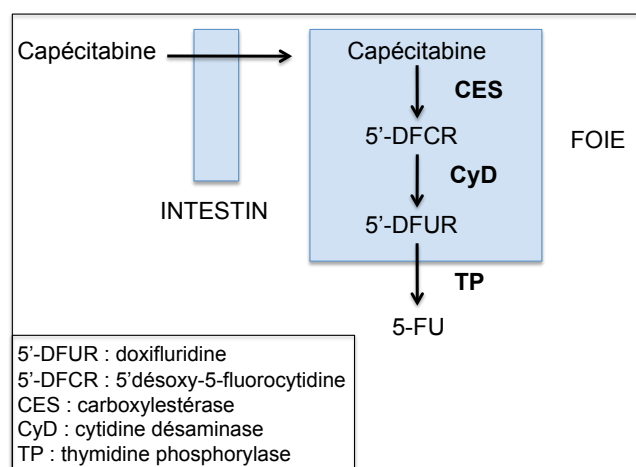 Capécitabine
Capécitabine
CES
5'-DFCR
FOIE
CyD
INTESTIN
5'-DFUR
TP
5-FU
5'-DFUR : doxifluridine
5'-DFCR : 5'désoxy-5-fluorocytidine
CES : carboxylestérase
CyD : cytidine désaminase
TP : thymidine phosphorylase